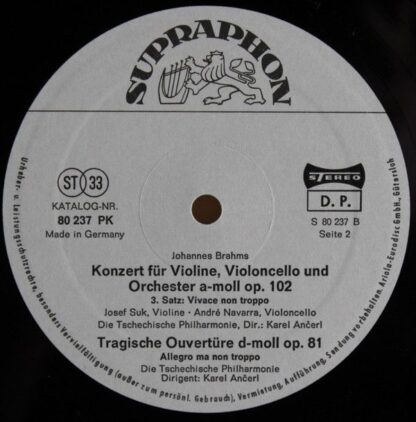 SUPRAPHON
ST 33
KATALOG-NR.
80 237 PK
Made in Germany
STEREO
D. P.
S 80 237 B
Seite 2
Johannes Brahms
Konzert für Violine, Violoncello und
Orchester a-moll op. 102
3. Satz: Vivace non troppo
Josef Suk, Violine · André Navarra, Violoncello
Die Tschechische Philharmonie, Dir.: Karel Ančerl
Tragische Ouvertüre d-moll op. 81
Allegro ma non troppo
Die Tschechische Philharmonie
Dirigent: Karel Ančerl
Urheber- u. Leistungsschutzrechte, besonders Vervielfältigung (außer zum persönl. Gebrauch), Vermietung, Aufführung, Sendung vorbehalten. Ariola-Eurodisc GmbH., Gütersloh